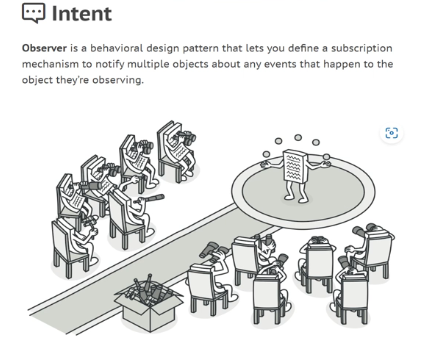 Intent
Observer is a behavioral design pattern that lets you define a subscription
mechanism to notify multiple objects about any events that happen to the
object they're observing.